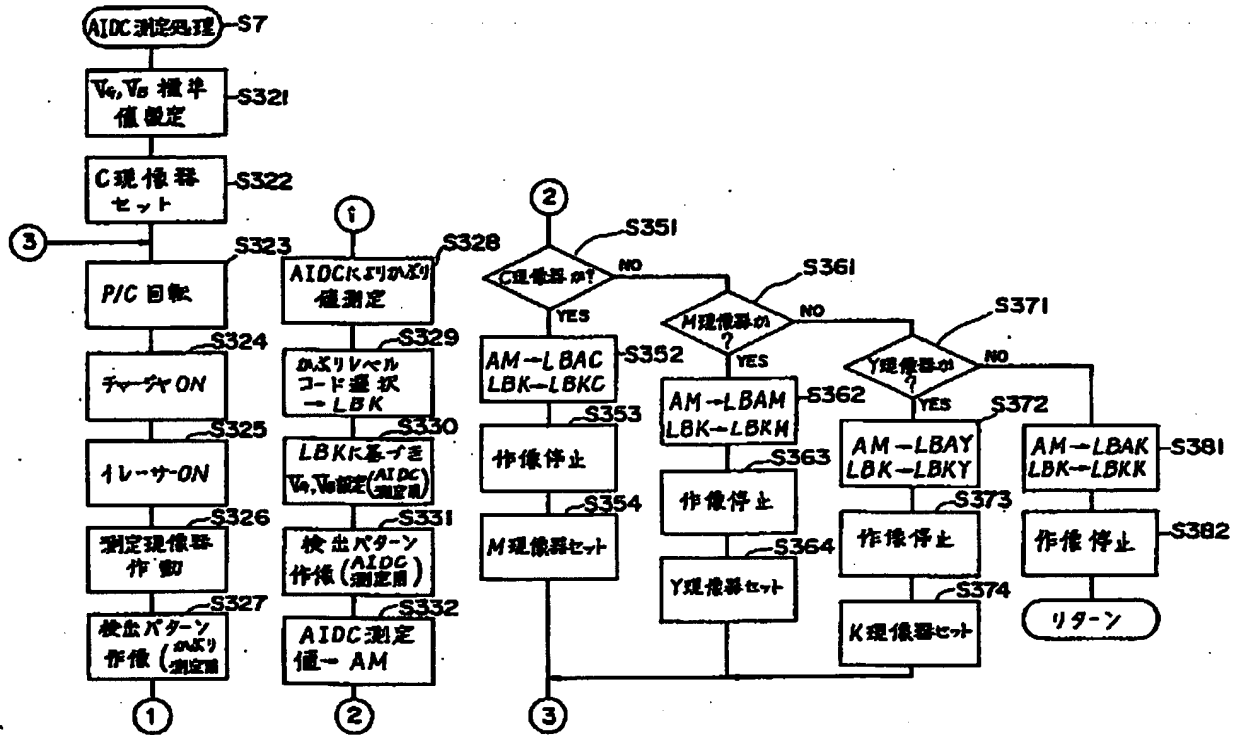 AIDC測定処理
S7
VG,VB 標準
値設定
S321
C現像器
セット
S322
3
S323
P/C 回転
S324
チャージャON
S325
イレーサーON
S326
測定現像器
作動
S327
検出パターン
作像(かぶり
測定用
1
1
S328
AIDCによりかぶり
値測定
S329
かぶりレベル
コード選択
→LBK
S330
LBKに基づき
VG,VB設定(AIDC
測定用)
S331
検出パターン
作像(AIDC
測定用)
S332
AIDC測定
値→AM
2
2
S351
C現像器か?
NO
YES
S352
AM→LBAC
LBK→LBKC
S353
作像停止
S354
M現像器セット
3
S361
M現像器か
?
NO
YES
S362
AM→LBAM
LBK→LBKM
S363
作像停止
S364
Y現像器セット
S371
Y現像器か
?
NO
YES
S372
AM→LBAY
LBK→LBKY
S373
作像停止
S374
K現像器セット
AM→LBAK
LBK→LBKK
S381
作像停止
S382
リターン